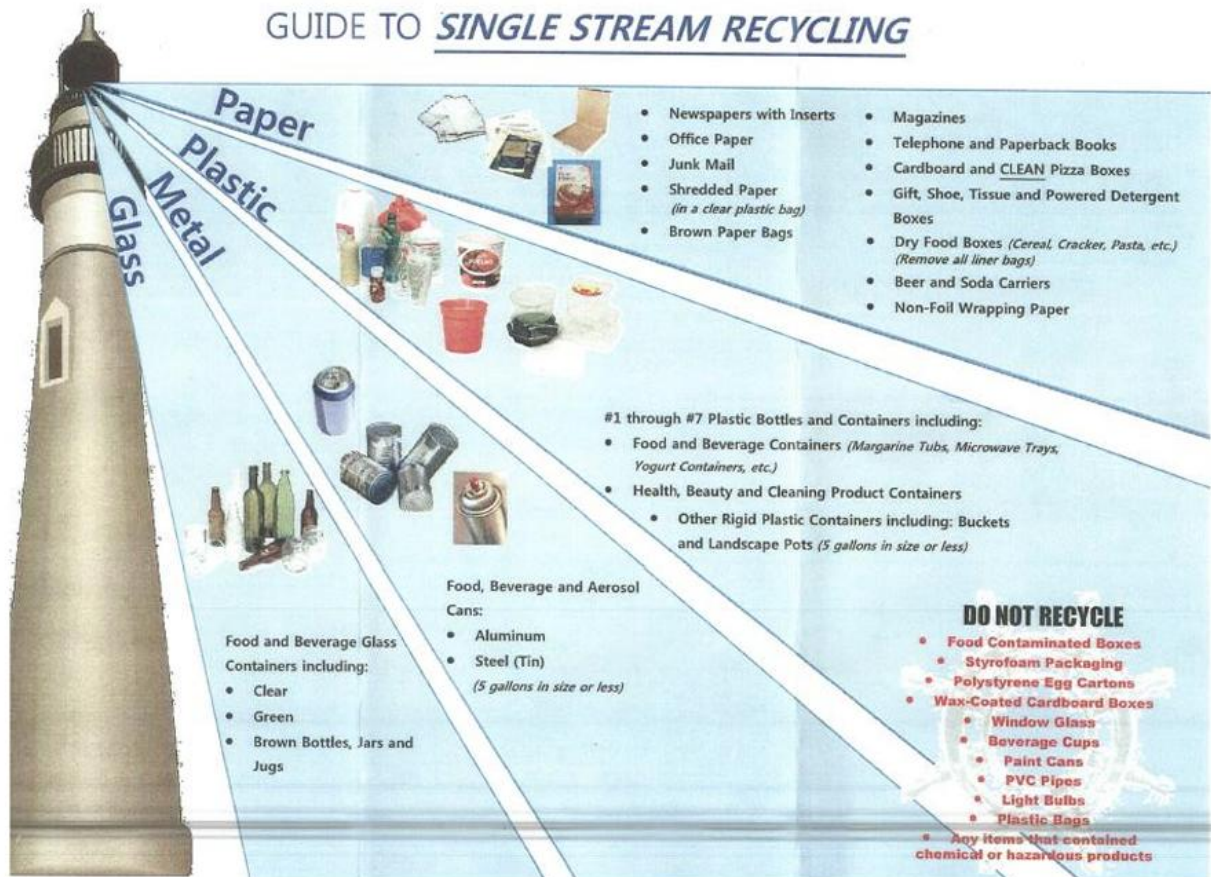 GUIDE TO SINGLE STREAM RECYCLING
Paper
Plastic
Metal
Glass
• Newspapers with Inserts
• Office Paper
• Junk Mail
• Shredded Paper
(in a clear plastic bag)
• Brown Paper Bags
• Magazines
• Telephone and Paperback Books
• Cardboard and CLEAN Pizza Boxes
• Gift, Shoe, Tissue and Powered Detergent
Boxes
• Dry Food Boxes (Cereal, Cracker, Pasta, etc.)
(Remove all liner bags)
• Beer and Soda Carriers
• Non-Foil Wrapping Paper
#1 through #7 Plastic Bottles and Containers including:
• Food and Beverage Containers (Margarine Tubs, Microwave Trays,
Yogurt Containers, etc.)
• Health, Beauty and Cleaning Product Containers
• Other Rigid Plastic Containers including: Buckets
and Landscape Pots (5 gallons in size or less)
Food, Beverage and Aerosol
Cans:
• Aluminum
• Steel (Tin)
(5 gallons in size or less)
Food and Beverage Glass
Containers including:
• Clear
• Green
• Brown Bottles, Jars and
Jugs
DO NOT RECYCLE
• Food Contaminated Boxes
• Styrofoam Packaging
• Polystyrene Egg Cartons
• Wax-Coated Cardboard Boxes
• Window Glass
• Beverage Cups
• Paint Cans
• PVC Pipes
• Light Bulbs
• Plastic Bags
• Any items that contained
chemical or hazardous products